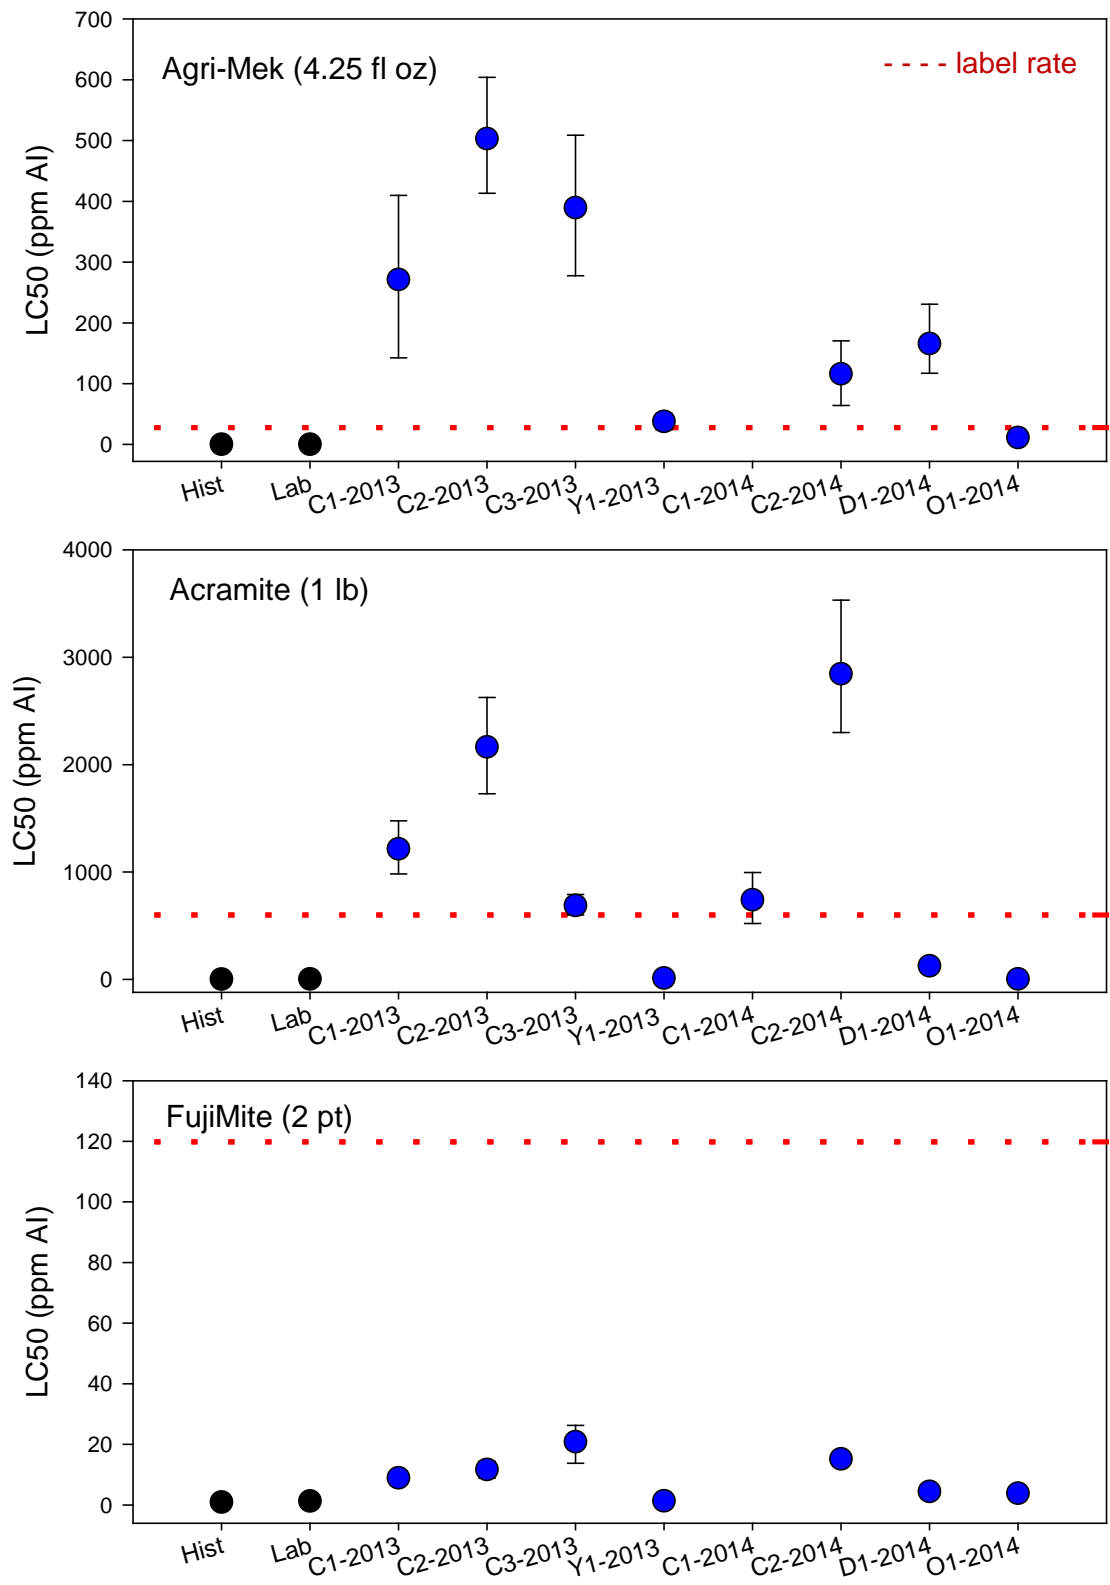 700
600
500
400
300
200
100
0
LC50 (ppm AI)
Agri-Mek (4.25 fl oz)
- - - - label rate
Hist Lab C1-2013 C2-2013 C3-2013 Y1-2013 C1-2014 C2-2014 D1-2014 O1-2014
4000
3000
2000
1000
0
LC50 (ppm AI)
Acramite (1 lb)
Hist Lab C1-2013 C2-2013 C3-2013 Y1-2013 C1-2014 C2-2014 D1-2014 O1-2014
140
120
100
80
60
40
20
0
LC50 (ppm AI)
FujiMite (2 pt)
Hist Lab C1-2013 C2-2013 C3-2013 Y1-2013 C1-2014 C2-2014 D1-2014 O1-2014